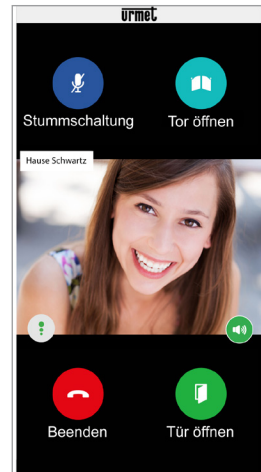 urmet
Stummschaltung
Tor öffnen
Hause Schwartz
Beenden
Tür öffnen